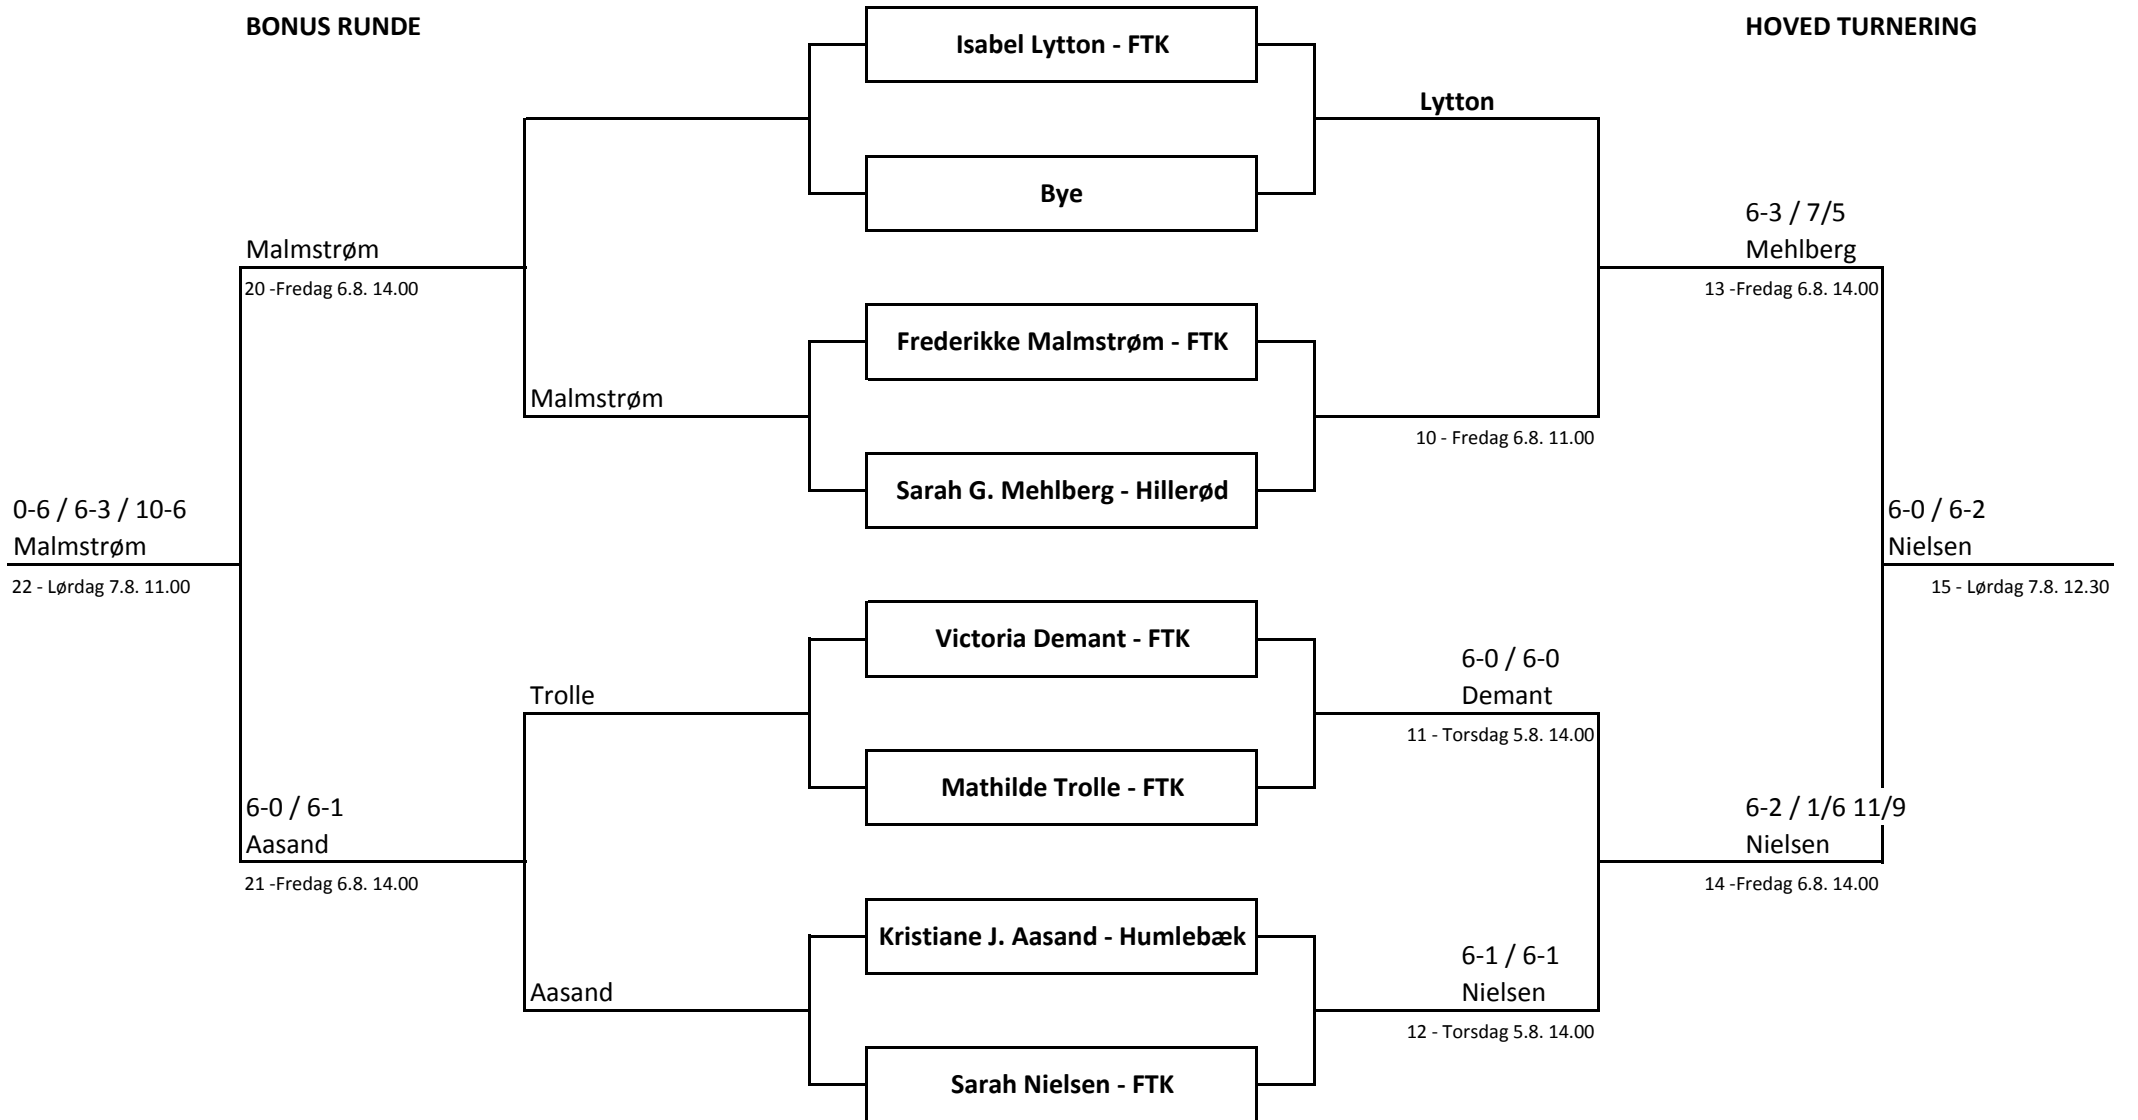 BONUS RUNDE
HOVED TURNERING
Isabel Lytton - FTK
Lytton
Bye
6-3 / 7/5
Malmstrøm
Mehlberg
20 -Fredag 6.8. 14.00
13 -Fredag 6.8. 14.00
Frederikke Malmstrøm - FTK
Malmstrøm
10 - Fredag 6.8. 11.00
Sarah G. Mehlberg - Hillerød
0-6 / 6-3 / 10-6
Malmstrøm
22 - Lørdag 7.8. 11.00
6-0 / 6-2
Nielsen
15 - Lørdag 7.8. 12.30
Victoria Demant - FTK
6-0 / 6-0
Trolle
Demant
11 - Torsdag 5.8. 14.00
Mathilde Trolle - FTK
6-0 / 6-1
Aasand
21 -Fredag 6.8. 14.00
6-2 / 1/6 11/9
Nielsen
14 -Fredag 6.8. 14.00
Kristiane J. Aasand - Humlebæk
6-1 / 6-1
Aasand
Nielsen
12 - Torsdag 5.8. 14.00
Sarah Nielsen - FTK